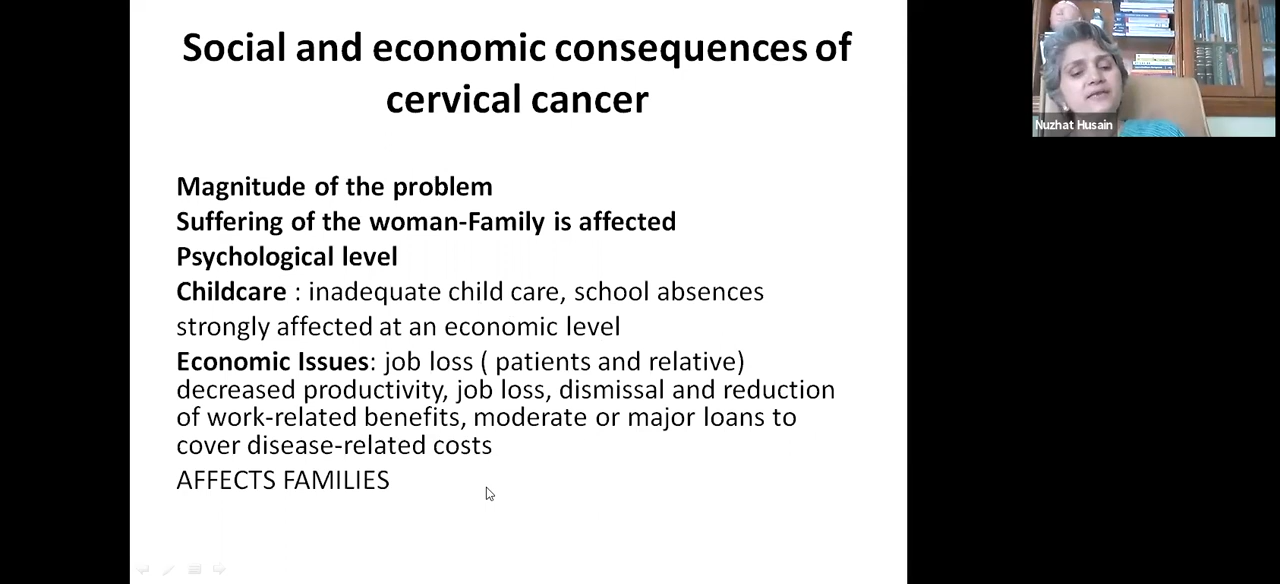 Social and economic consequences of
cervical cancer
Magnitude of the problem
Suffering of the woman-Family is affected
Psychological level
Childcare : inadequate child care, school absences
strongly affected at an economic level
Economic Issues: job loss ( patients and relative)
decreased productivity, job loss, dismissal and reduction
of work-related benefits, moderate or major loans to
cover disease-related costs
AFFECTS FAMILIES
Nuzhat Husain